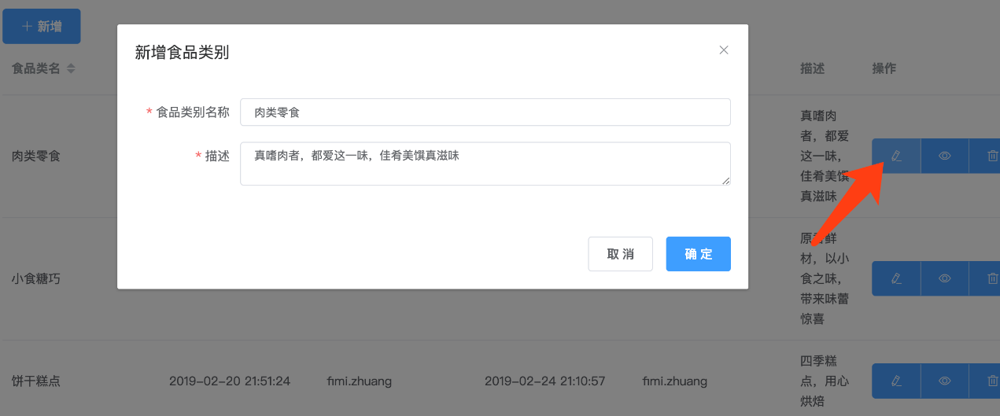 新增
新增食品类别
食品类名
描述
操作
* 食品类别名称
肉类零食
* 描述
真嗜肉者，都爱这一味，佳肴美馔真滋味
取 消
确 定
肉类零食
真嗜肉
者，都爱
这一味，
佳肴美馔
真滋味
小食糖巧
材，以小
食之味，
带来味蕾
惊喜
饼干糕点
2019-02-20 21:51:24
fimi.zhuang
2019-02-24 21:10:57
fimi.zhuang
四季糕
点，用心
烘焙